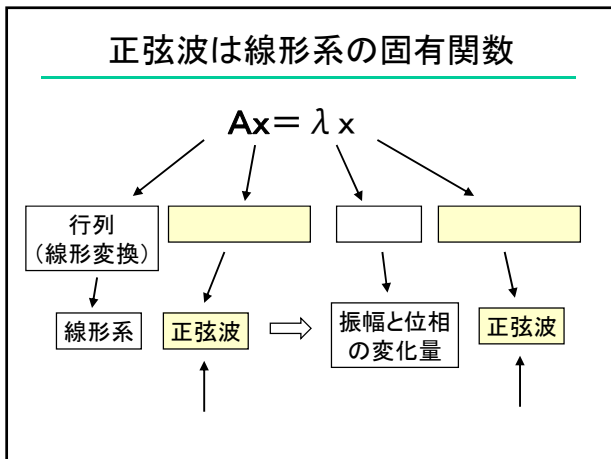 正弦波は線形系の固有関数
Ax=λx
行列
(線形変換)
線形系
正弦波
振幅と位相
の変化量
正弦波